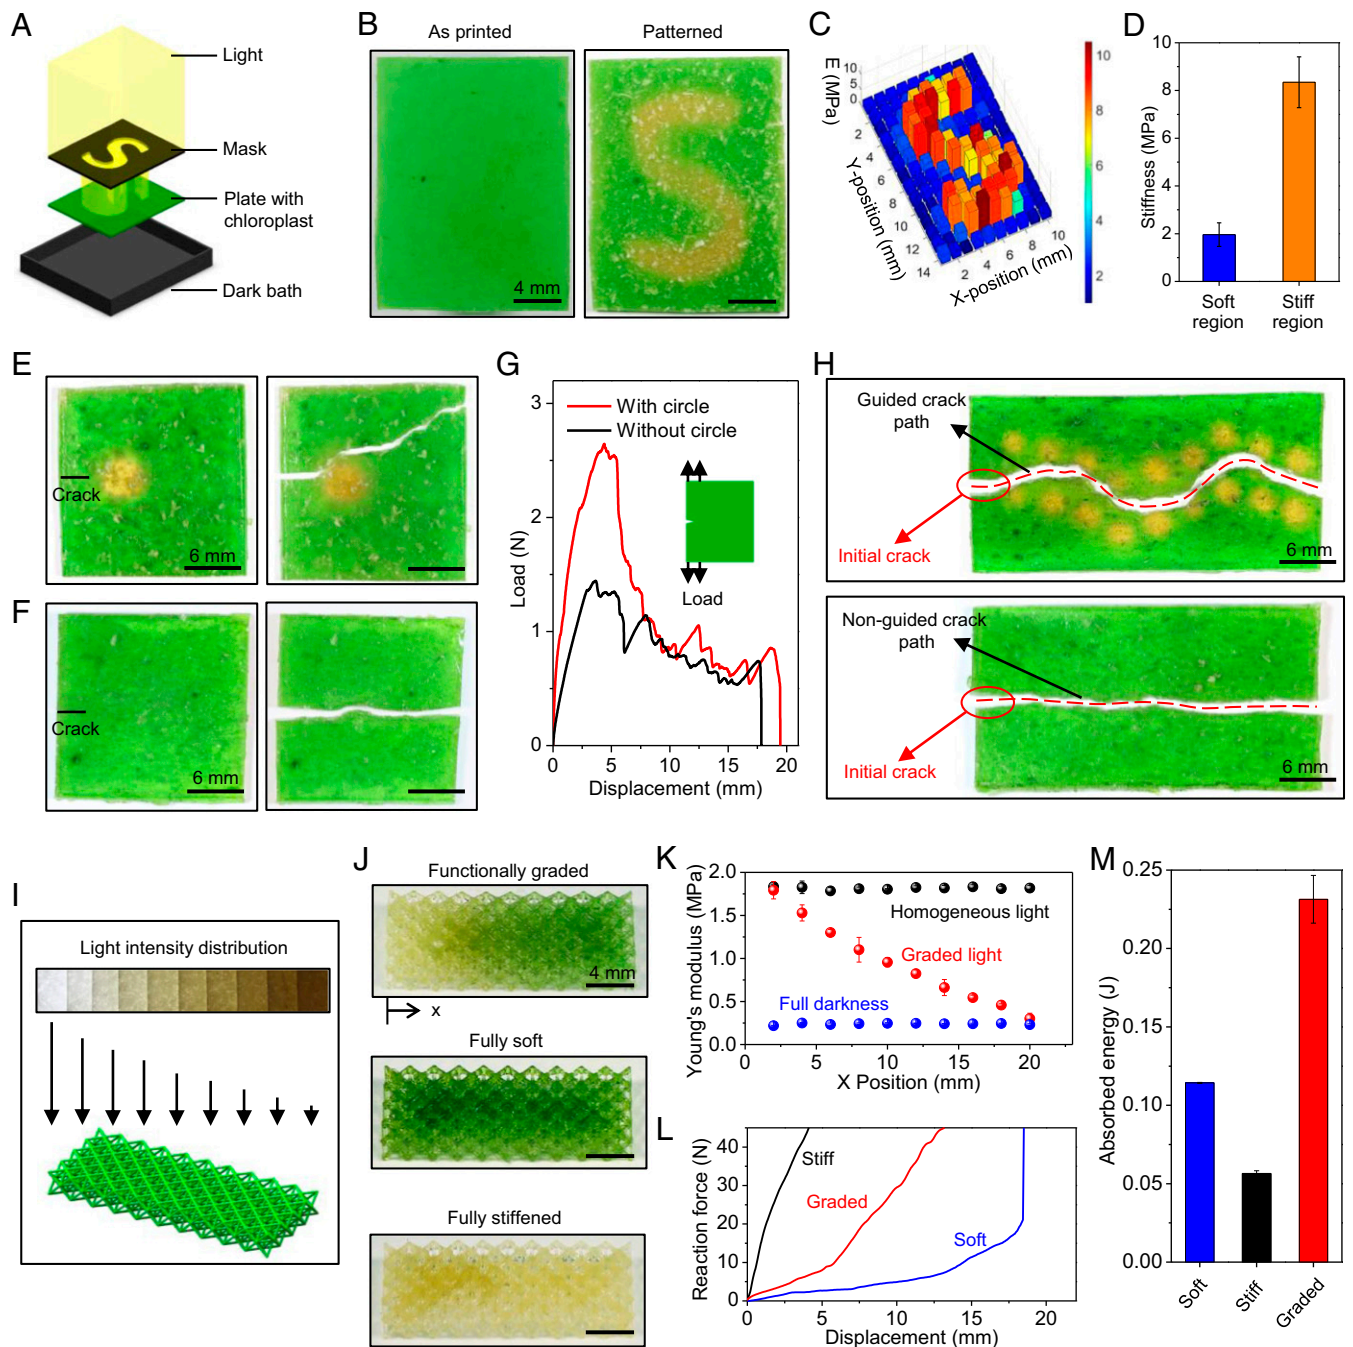 A
Light
Mask
Plate with
chloroplast
Dark bath
B
As printed
Patterned
4 mm
C
E (MPa)
10
5
0
2
4
6
8
10
12
14
Y-position (mm)
2
4
6
8
10
X-position (mm)
10
8
6
4
2
D
Stiffness (MPa)
10
8
6
4
2
0
Soft
region
Stiff
region
E
Crack
6 mm
F
Crack
6 mm
G
Load (N)
3
2
1
0
With circle
Without circle
Load
0
5
10
15
20
Displacement (mm)
H
Guided crack
path
Initial crack
6 mm
Non-guided crack
path
Initial crack
6 mm
I
Light intensity distribution
J
Functionally graded
4 mm
x
Fully soft
Fully stiffened
K
Young's modulus (MPa)
2.0
1.5
1.0
0.5
0.0
Homogeneous light
Graded light
Full darkness
0
5
10
15
20
X Position (mm)
L
Reaction force (N)
40
30
20
10
0
Stiff
Graded
Soft
0
5
10
15
20
Displacement (mm)
M
Absorbed energy (J)
0.25
0.20
0.15
0.10
0.05
0.00
Soft
Stiff
Graded